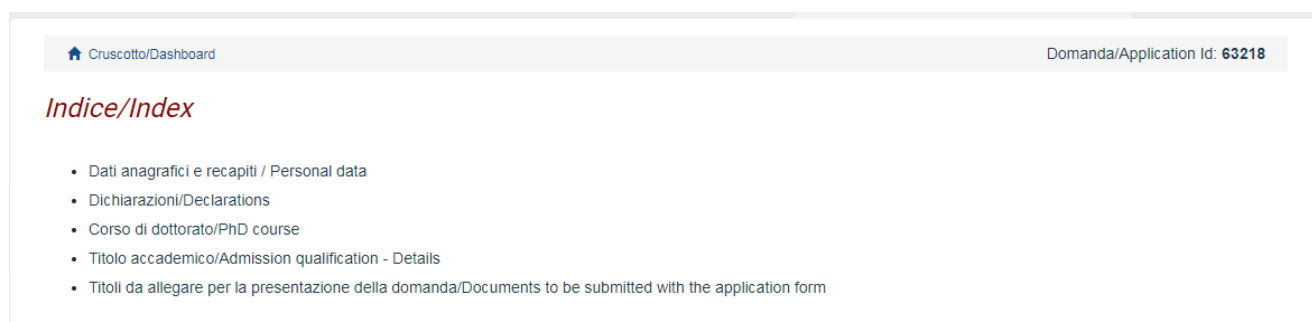 Cruscotto/Dashboard Domanda/Application Id: 63218
Indice/Index
• Dati anagrafici e recapiti / Personal data
• Dichiarazioni/Declarations
• Corso di dottorato/PhD course
• Titolo accademico/Admission qualification - Details
• Titoli da allegare per la presentazione della domanda/Documents to be submitted with the application form